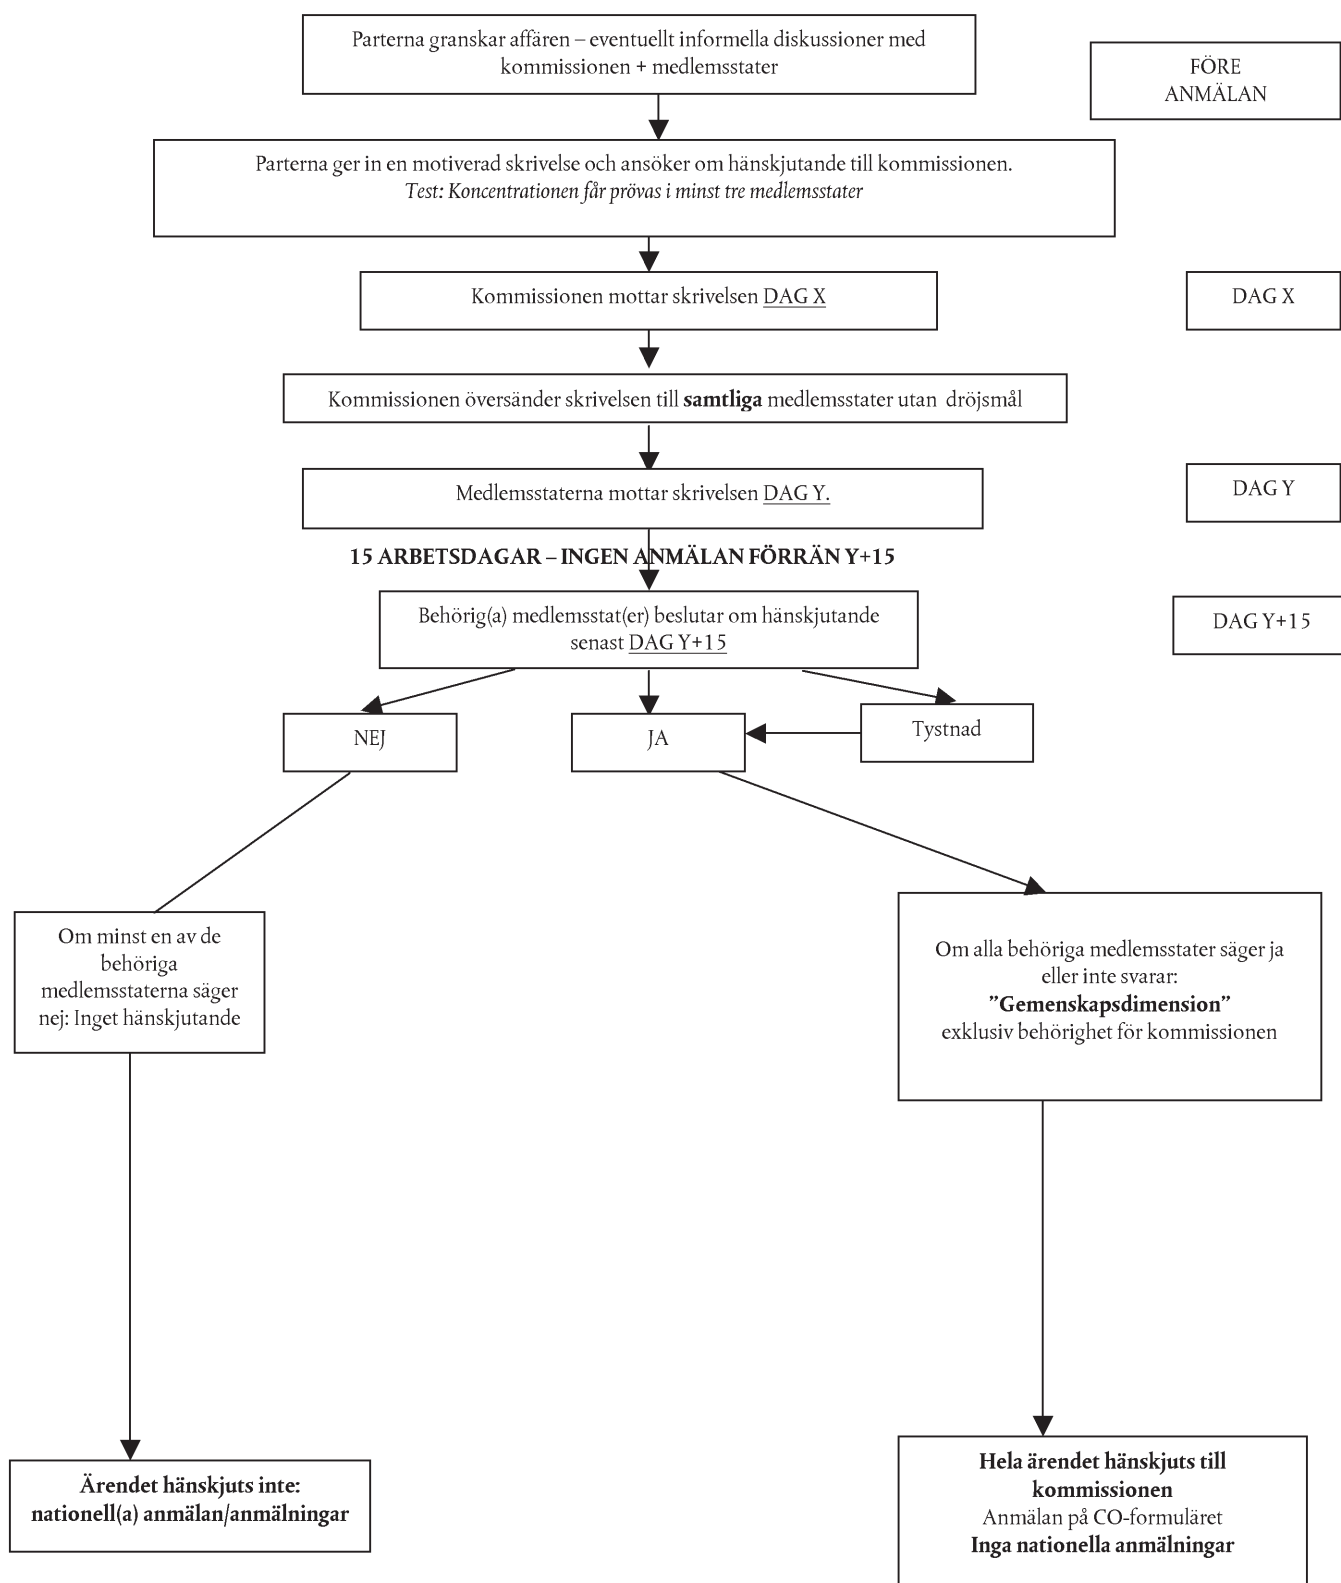 Parterna granskar affären – eventuellt informella diskussioner med
kommissionen + medlemsstater
FÖRE
ANMÄLAN
Parterna ger in en motiverad skrivelse och ansöker om hänskjutande till kommissionen.
Test: Koncentrationen får prövas i minst tre medlemsstater
Kommissionen mottar skrivelsen DAG X
DAG X
Kommissionen översänder skrivelsen till samtliga medlemsstater utan dröjsmål
Medlemsstaterna mottar skrivelsen DAG Y.
DAG Y
15 ARBETSDAGAR – INGEN ANMÄLAN FÖRRÄN Y+15
Behörig(a) medlemsstat(er) beslutar om hänskjutande
senast DAG Y+15
DAG Y+15
NEJ
JA
Tystnad
Om minst en av de
behöriga
medlemsstaterna säger
nej: Inget hänskjutande
Om alla behöriga medlemsstater säger ja
eller inte svarar:
”Gemenskapsdimension”
exklusiv behörighet för kommissionen
Ärendet hänskjuts inte:
nationell(a) anmälan/anmälningar
Hela ärendet hänskjuts till
kommissionen
Anmälan på CO-formuläret
Inga nationella anmälningar